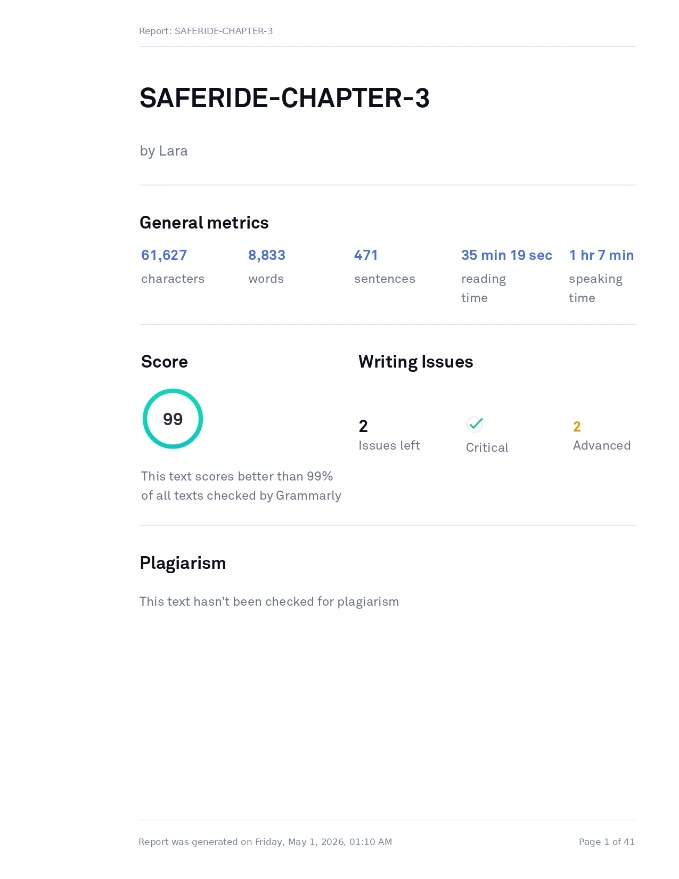 Report: SAFERIDE-CHAPTER-3
SAFERIDE-CHAPTER-3
by Lara
General metrics
61,627 8,833 471 35 min 19 sec 1 hr 7 min
characters words sentences reading speaking
time time
Score Writing Issues
99
2 2
Issues left Critical Advanced
This text scores better than 99%
of all texts checked by Grammarly
Plagiarism
This text hasn't been checked for plagiarism
Report was generated on Friday, May 1, 2026, 01:10 AM Page 1 of 41